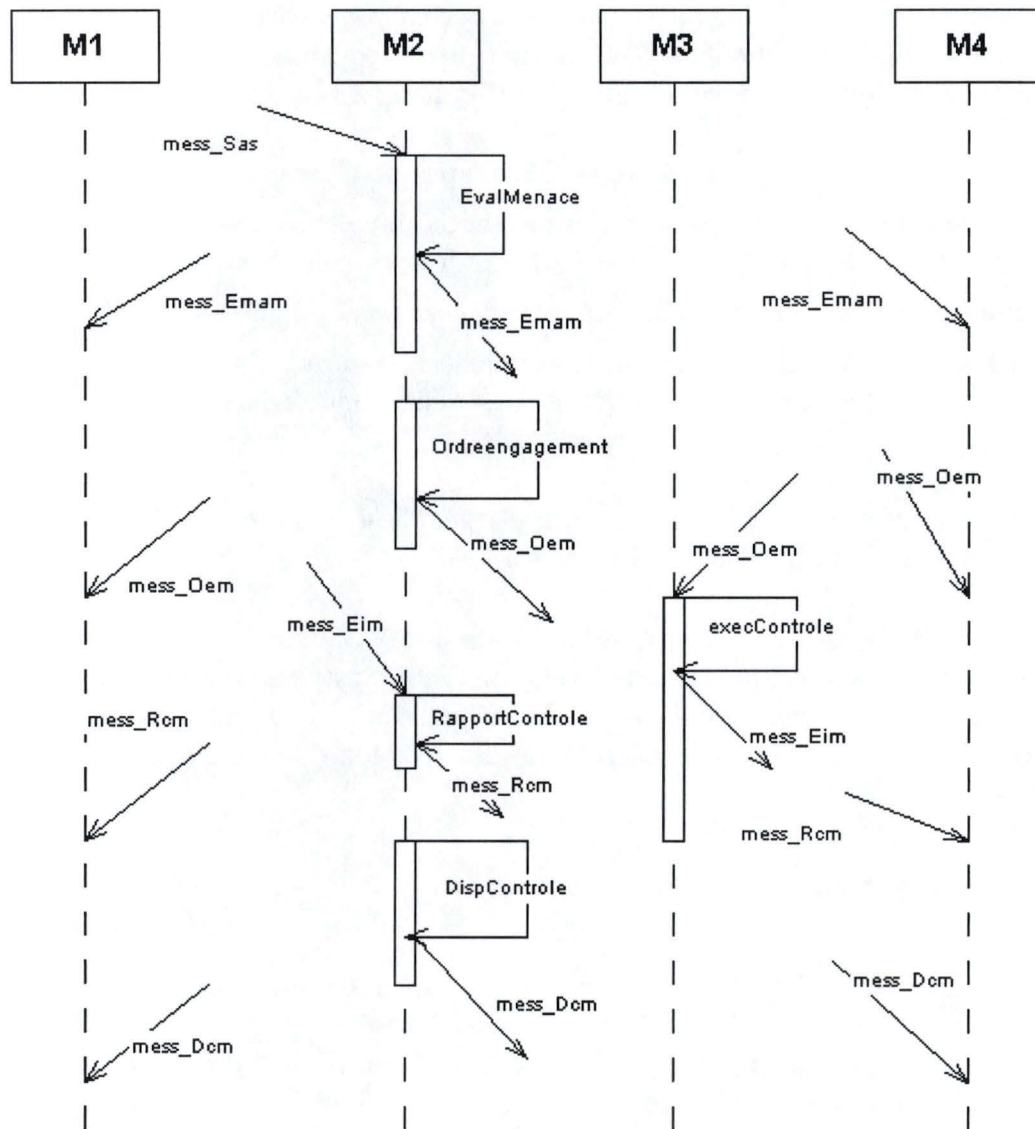 M1 M2 M3 M4
mess_Sas
EvalMenace
mess_Emam
mess_Emam
mess_Emam
Ordreengagement
mess_Oem
mess_Oem
mess_Oem
mess_Oem
mess_Eim
execControle
mess_Rcm
RapportControle
mess_Eim
mess_Rcm
mess_Rcm
DispControle
mess_Dcm
mess_Dcm
mess_Dcm